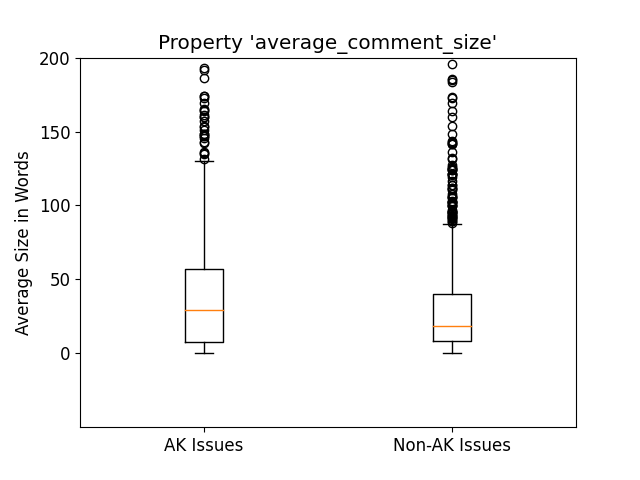 Property 'average_comment_size'
Average Size in Words
200
150
100
50
0
AK Issues
Non-AK Issues